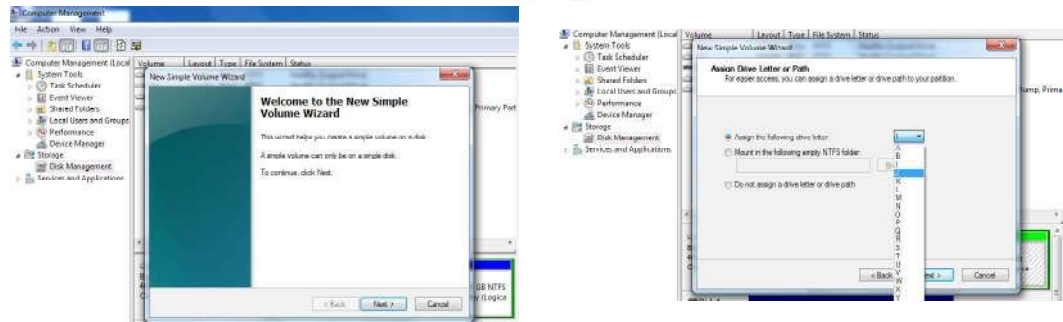 Computer Management
File Action View Help
Computer Management (Local
System Tools
Task Scheduler
Event Viewer
Shared Folders
Local Users and Groups
Performance
Device Manager
Storage
Disk Management
Services and Applications
Volume Layout Type File System Status
New Simple Volume Wizard
Welcome to the New Simple
Volume Wizard
This wizard helps you create a simple volume on a disk.
A simple volume can only be on a single disk.
To continue, click Next.
Primary Part
GB NTFS
y (Logica
< Back Next > Cancel
Computer Management (Local
System Tools
Task Scheduler
Event Viewer
Shared Folders
Local Users and Groups
Performance
Device Manager
Storage
Disk Management
Services and Applications
Volume Layout Type File System Status
New Simple Volume Wizard
Assign Drive Letter or Path
For easier access, you can assign a drive letter or drive path to your partition.
ump, Prima
Assign the following drive letter:
Mount in the following empty NTFS folder:
Do not assign a drive letter or drive path
A
B
I
J
K
L
M
N
O
P
Q
R
S
T
U
V
W
X
Y
< Back Next > Cancel